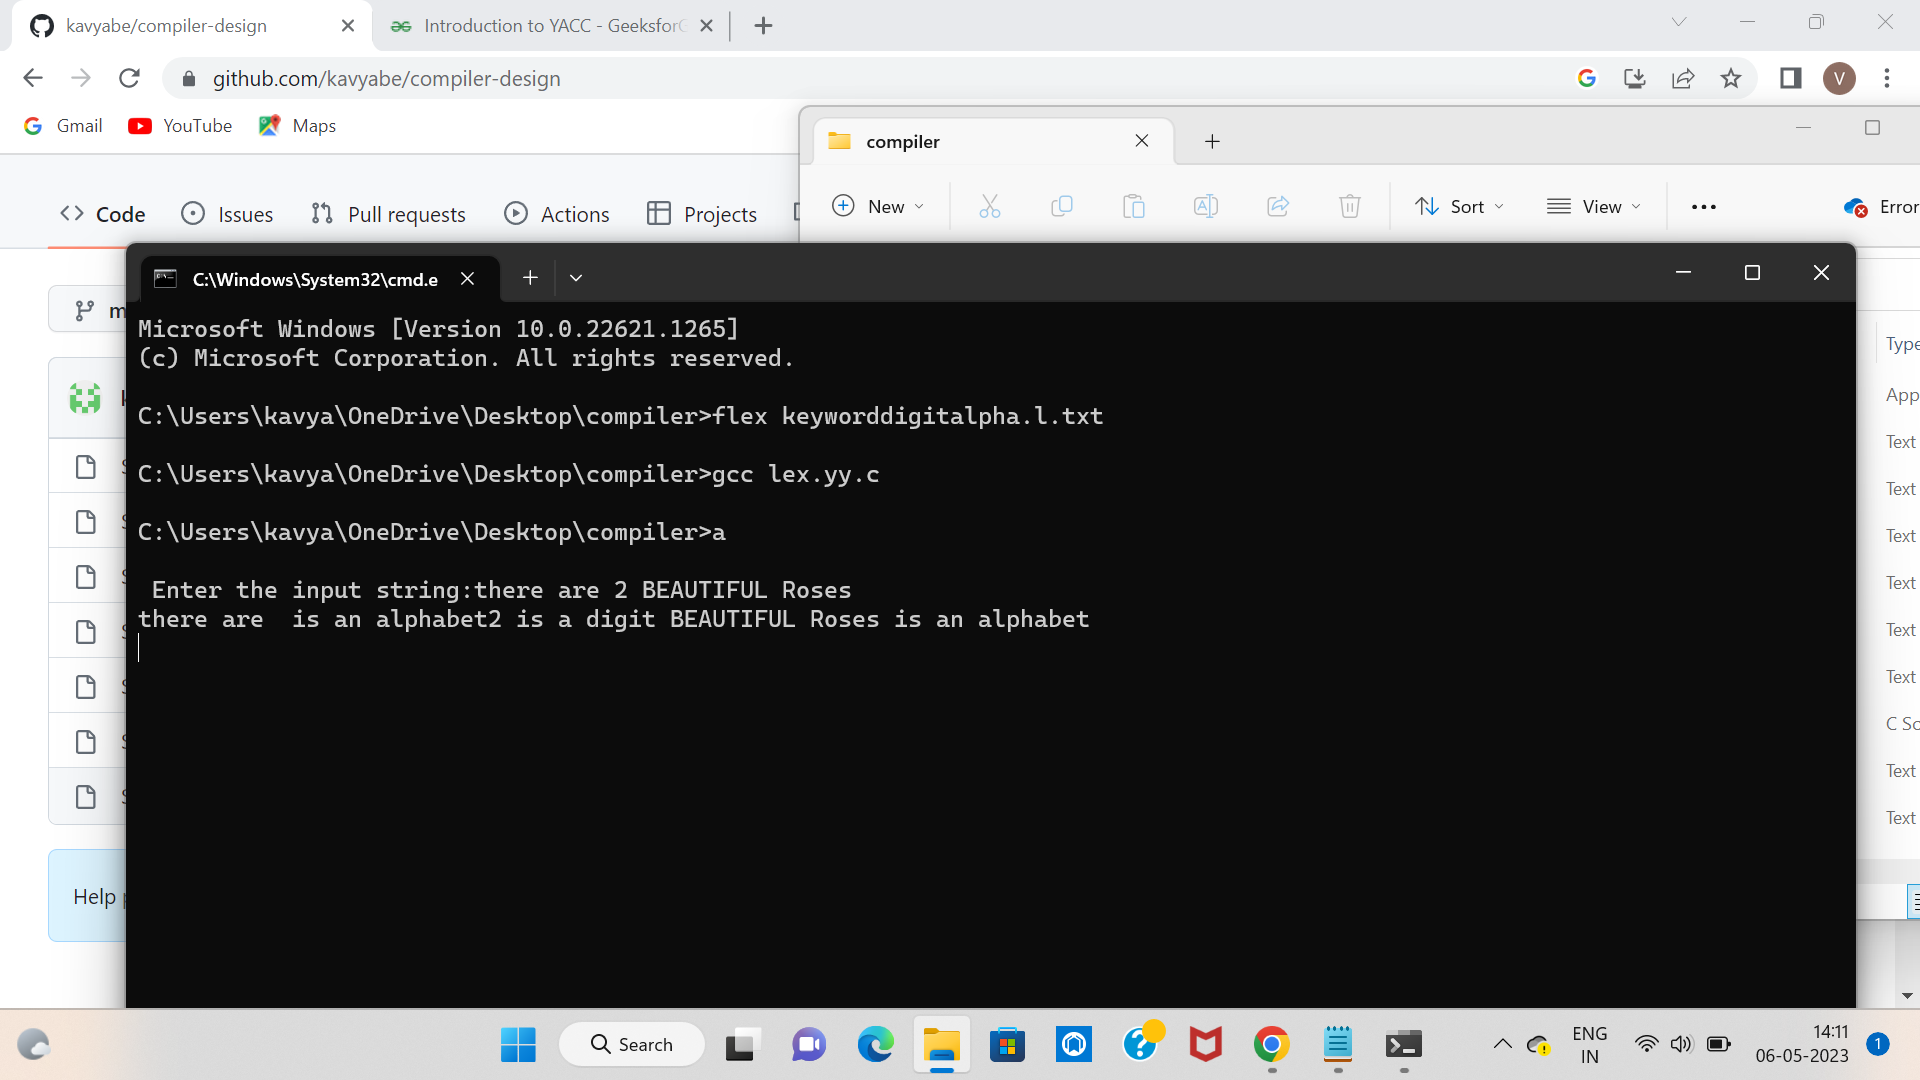 kavyabe/compiler-design
Introduction to YACC - Geeksfor
github.com/kavyabe/compiler-design
V
Gmail
YouTube
Maps
compiler
Code
Issues
Pull requests
Actions
Projects
New
Sort
View
Error
C:\Windows\System32\cmd.e
Microsoft Windows [Version 10.0.22621.1265]
(c) Microsoft Corporation. All rights reserved.
C:\Users\kavya\OneDrive\Desktop\compiler>flex keyworddigitalpha.l.txt
C:\Users\kavya\OneDrive\Desktop\compiler>gcc lex.yy.c
C:\Users\kavya\OneDrive\Desktop\compiler>a
Enter the input string:there are 2 BEAUTIFUL Roses
there are  is an alphabet2 is a digit BEAUTIFUL Roses is an alphabet
Type
App
Text
Text
Text
Text
Text
Text
C So
Text
Text
Help
Search
ENG
IN
14:11
06-05-2023
1